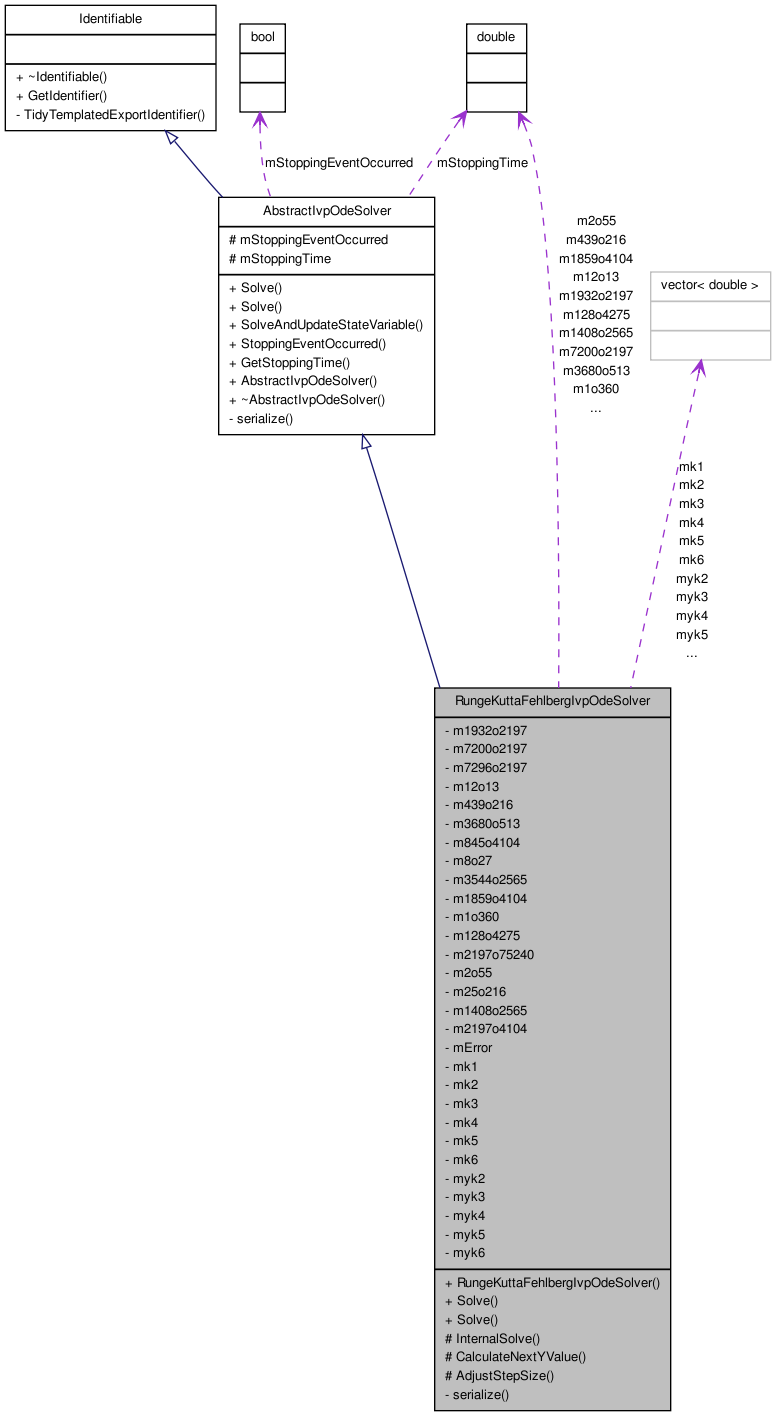 Identifiable
+ ~Identifiable()
+ GetIdentifier()
- TidyTemplatedExportIdentifier()
bool
double
mStoppingEventOccurred
mStoppingTime
AbstractIvpOdeSolver
# mStoppingEventOccurred
# mStoppingTime
+ Solve()
+ Solve()
+ SolveAndUpdateStateVariable()
+ StoppingEventOccurred()
+ GetStoppingTime()
+ AbstractIvpOdeSolver()
+ ~AbstractIvpOdeSolver()
- serialize()
m2o55
m439o216
m1859o4104
m12o13
m1932o2197
m128o4275
m1408o2565
m7200o2197
m3680o513
m1o360
...
vector< double >
mk1
mk2
mk3
mk4
mk5
mk6
myk2
myk3
myk4
myk5
...
RungeKuttaFehlbergIvpOdeSolver
- m1932o2197
- m7200o2197
- m7296o2197
- m12o13
- m439o216
- m3680o513
- m845o4104
- m8o27
- m3544o2565
- m1859o4104
- m1o360
- m128o4275
- m2197o75240
- m2o55
- m25o216
- m1408o2565
- m2197o4104
- mError
- mk1
- mk2
- mk3
- mk4
- mk5
- mk6
- myk2
- myk3
- myk4
- myk5
- myk6
+ RungeKuttaFehlbergIvpOdeSolver()
+ Solve()
+ Solve()
# InternalSolve()
# CalculateNextYValue()
# AdjustStepSize()
- serialize()